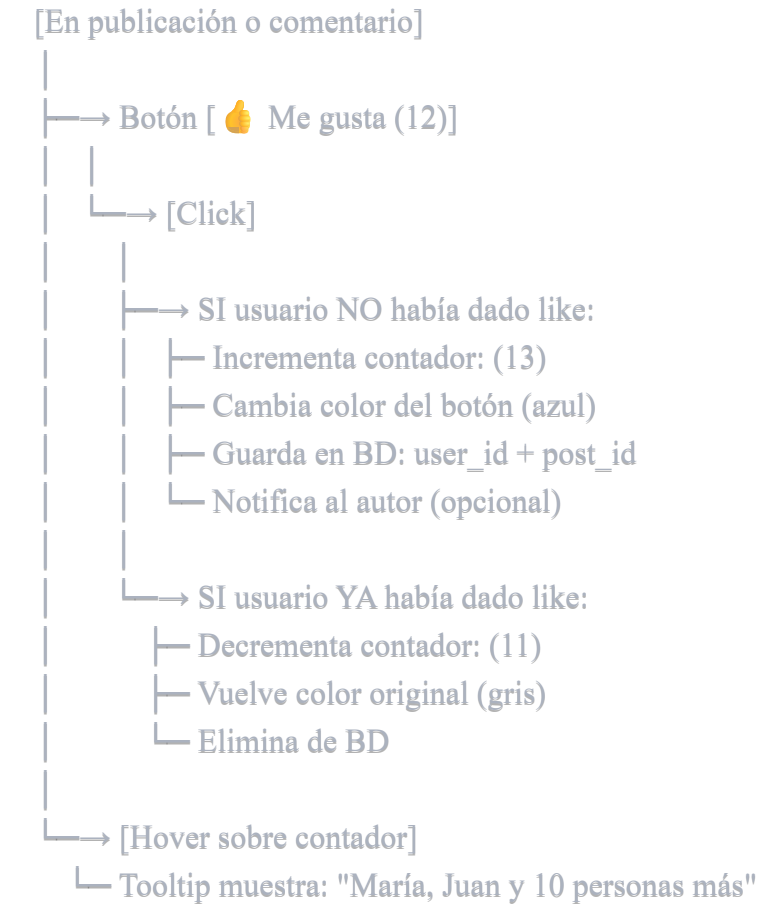 [En publicación o comentario]
│
├──→ Botón [👍 Me gusta (12)]
│   │
│   └──→ [Click]
│       │
│       ├──→ SI usuario NO había dado like:
│       │   ├─ Incrementa contador: (13)
│       │   ├─ Cambia color del botón (azul)
│       │   ├─ Guarda en BD: user_id + post_id
│       │   └─ Notifica al autor (opcional)
│       │
│       └──→ SI usuario YA había dado like:
│           ├─ Decrementa contador: (11)
│           ├─ Vuelve color original (gris)
│           └─ Elimina de BD
│
└──→ [Hover sobre contador]
    └─ Tooltip muestra: "María, Juan y 10 personas más"